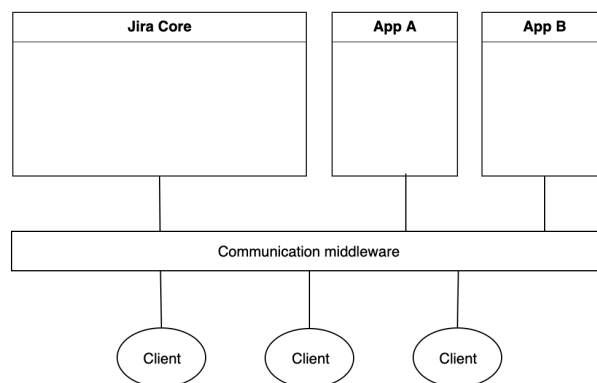 Jira Core
App A
App B
Communication middleware
Client
Client
Client